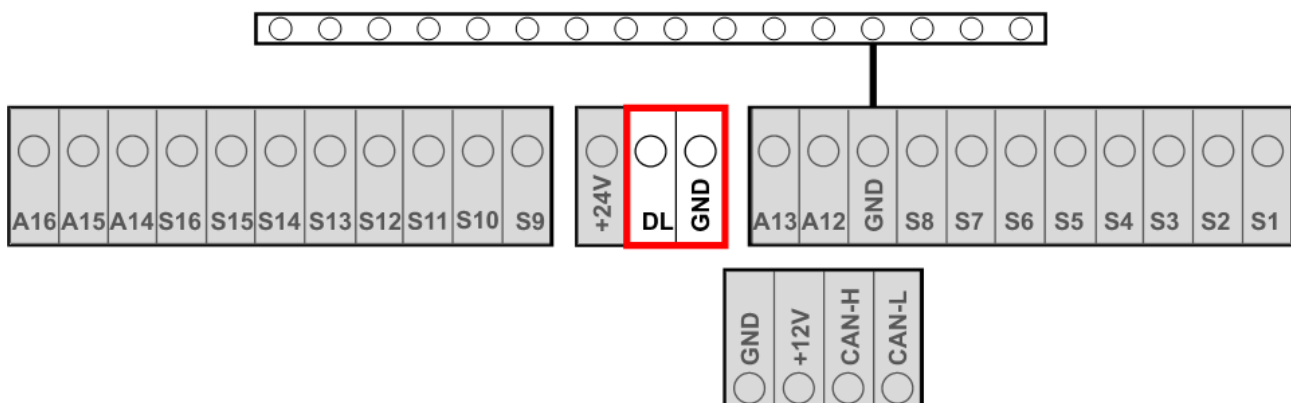 A16 A15 A14 S16 S15 S14 S13 S12 S11 S10 S9 +24V DL GND A13 A12 GND S8 S7 S6 S5 S4 S3 S2 S1
GND +12V CAN-H CAN-L